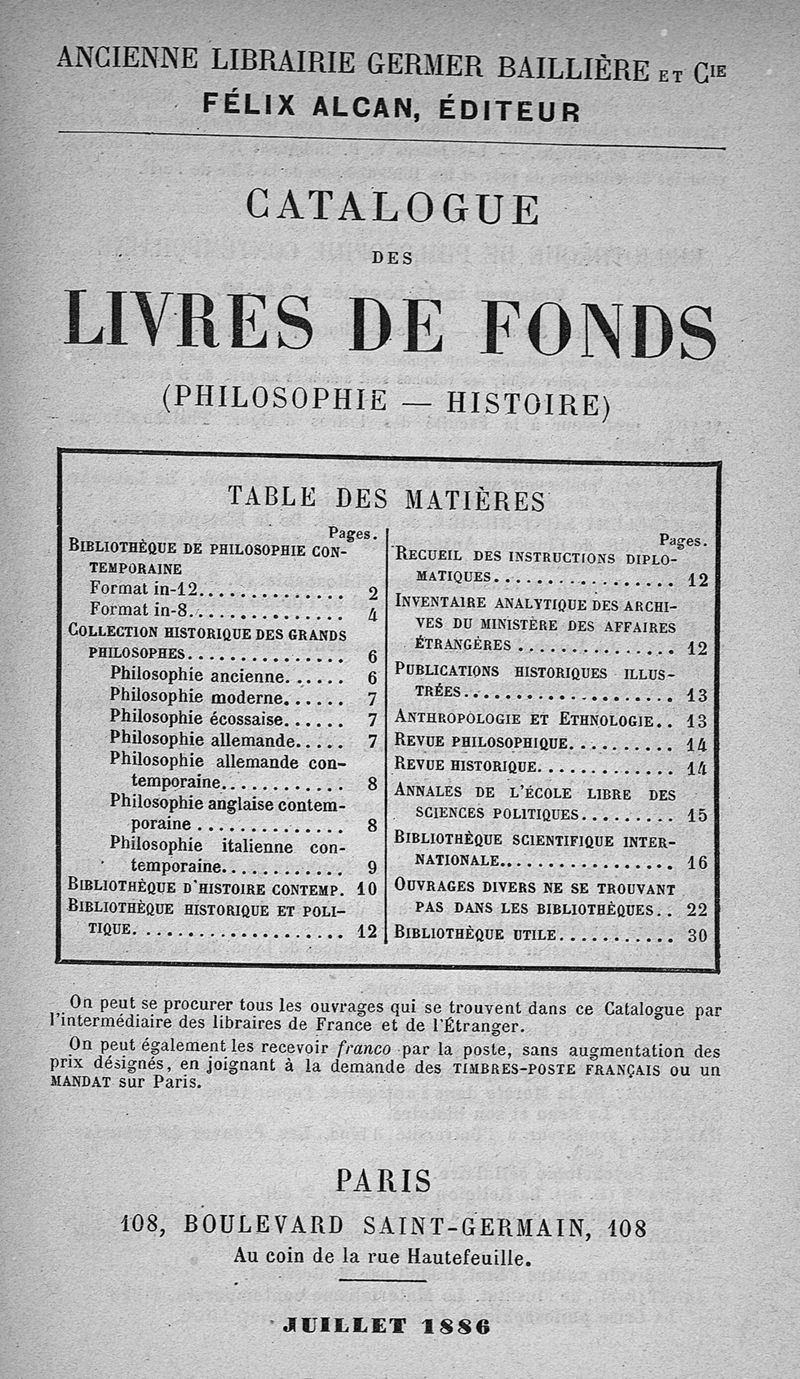 ANCIENNE LIBRAIRIE GERMER BAILLIÈRE ET CIE
FÉLIX ALCAN, ÉDITEUR
CATALOGUE
DES
LIVRES DE FONDS
(PHILOSOPHIE — HISTOIRE)
TABLE DES MATIÈRES
Pages.
BIBLIOTHÈQUE DE PHILOSOPHIE CON-
TEMPORAINE
Format in-12.............. 2
Format in-8............... 4
COLLECTION HISTORIQUE DES GRANDS
PHILOSOPHES............... 6
Philosophie ancienne...... 6
Philosophie moderne...... 7
Philosophie écossaise...... 7
Philosophie allemande..... 7
Philosophie allemande con-
temporaine............ 8
Philosophie anglaise contem-
poraine .............. 8
Philosophie italienne con-
temporaine............ 9
BIBLIOTHÈQUE D'HISTOIRE CONTEMP. 10
BIBLIOTHÈQUE HISTORIQUE ET POLI-
TIQUE.................... 12
Pages.
RECUEIL DES INSTRUCTIONS DIPLO-
MATIQUES................. 12
INVENTAIRE ANALYTIQUE DES ARCHI-
VES DU MINISTÈRE DES AFFAIRES
ÉTRANGÈRES ............... 12
PUBLICATIONS HISTORIQUES ILLUS-
TRÉES.................... 13
ANTHROPOLOGIE ET ETHNOLOGIE.. 13
REVUE PHILOSOPHIQUE.......... 14
REVUE HISTORIQUE............. 14
ANNALES DE L'ÉCOLE LIBRE DES
SCIENCES POLITIQUES......... 15
BIBLIOTHÈQUE SCIENTIFIQUE INTER-
NATIONALE................. 16
OUVRAGES DIVERS NE SE TROUVANT
PAS DANS LES BIBLIOTHÈQUES.. 22
BIBLIOTHÈQUE UTILE........... 30
On peut se procurer tous les ouvrages qui se trouvent dans ce Catalogue par
l'intermédiaire des libraires de France et de l'Étranger.
On peut également les recevoir franco par la poste, sans augmentation des
prix désignés, en joignant à la demande des TIMBRES-POSTE FRANÇAIS ou un
MANDAT sur Paris.
PARIS
108, BOULEVARD SAINT-GERMAIN, 108
Au coin de la rue Hautefeuille.
JUILLET 1886